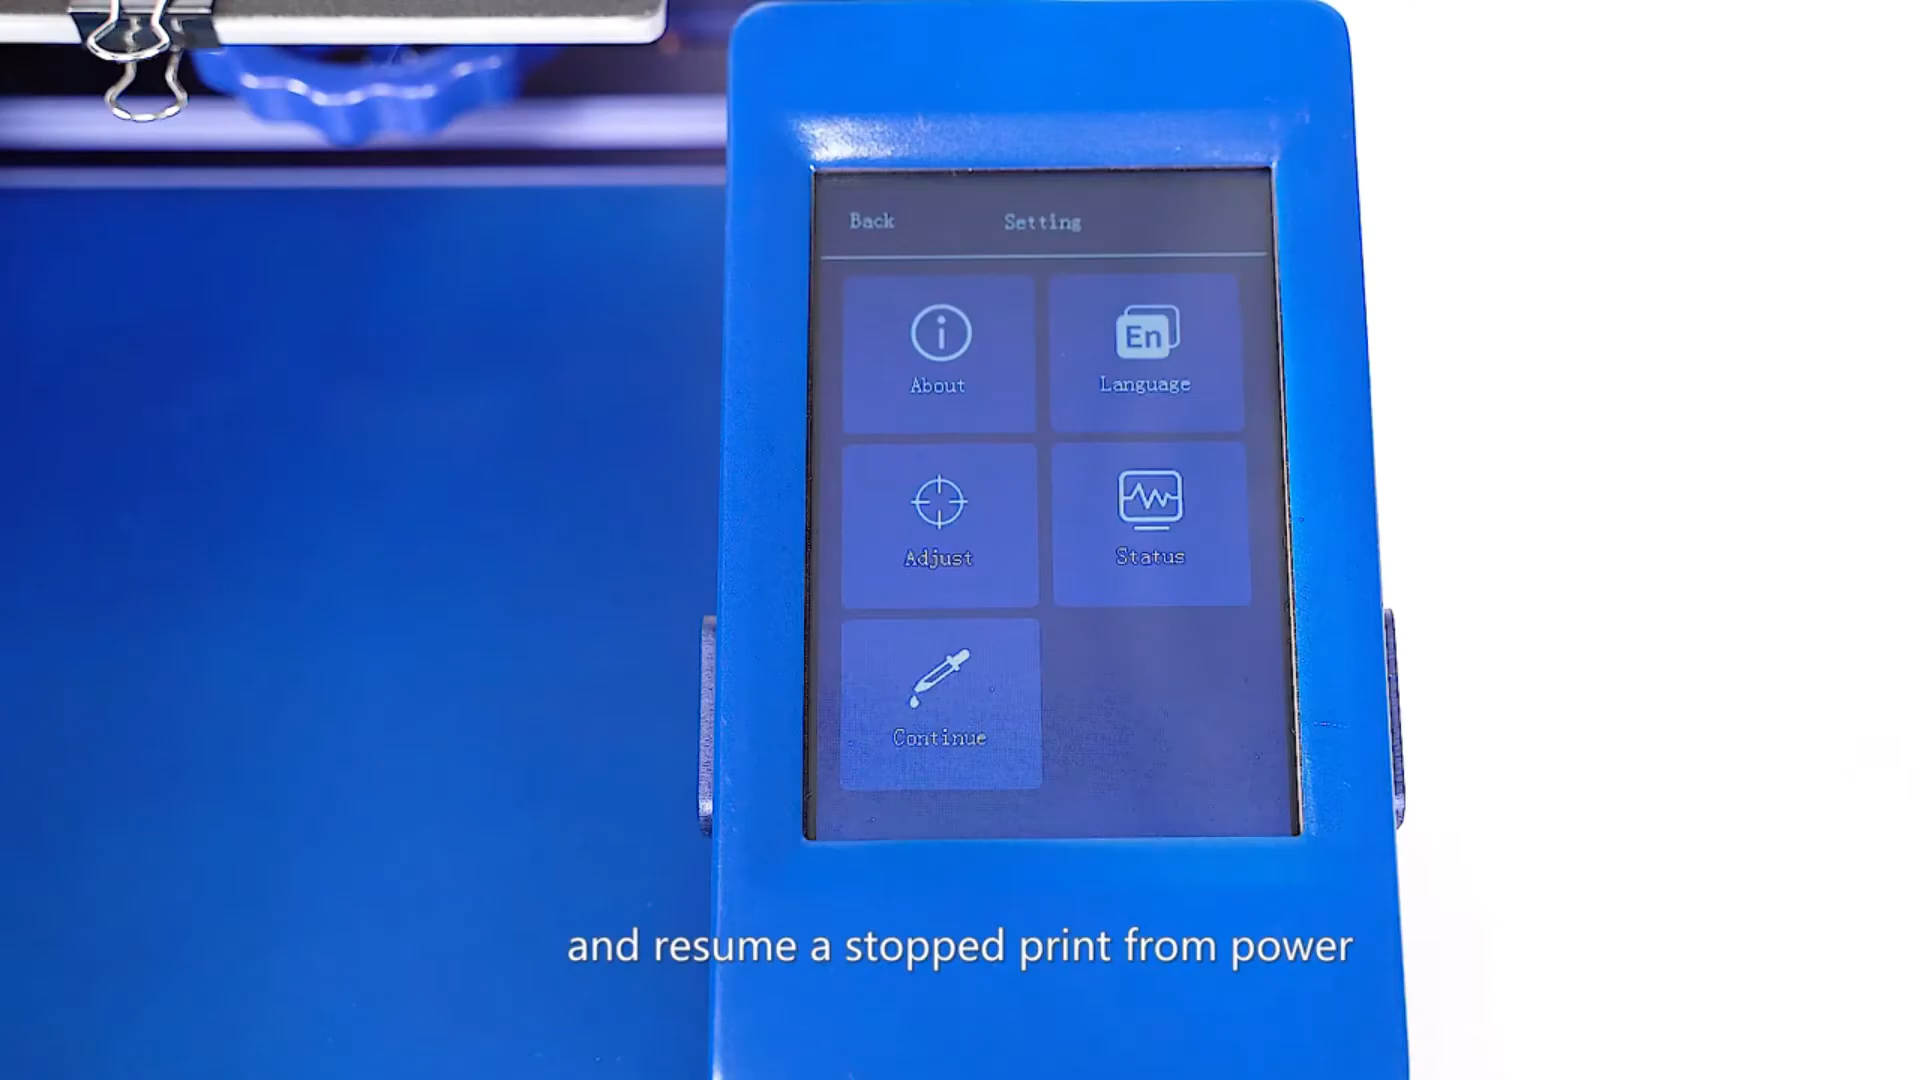 Back
Setting
About
En
Language
Adjust
Status
Continue
and resume a stopped print from power